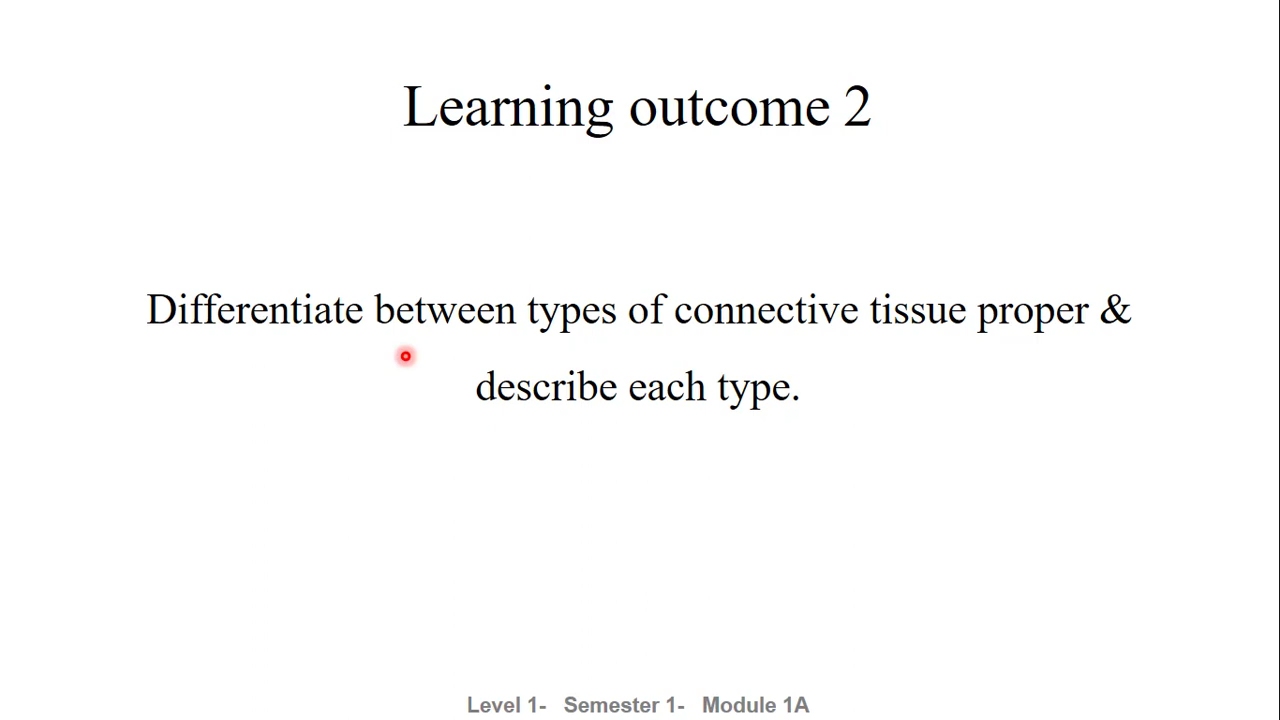 Learning outcome 2
Differentiate between types of connective tissue proper &
describe each type.
Level 1- Semester 1- Module 1A